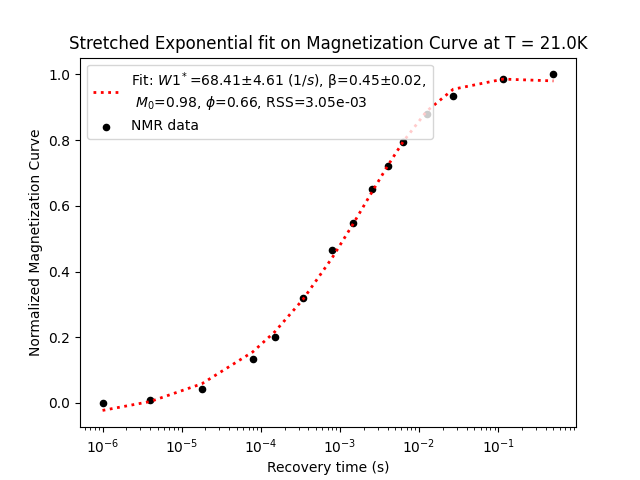 Stretched Exponential fit on Magnetization Curve at T = 21.0K
Fit: W1*=68.41±4.61 (1/s), β=0.45±0.02,
M₀=0.98, ϕ=0.66, RSS=3.05e-03
NMR data
Normalized Magnetization Curve
1.0
0.8
0.6
0.4
0.2
0.0
10⁻⁶ 10⁻⁵ 10⁻⁴ 10⁻³ 10⁻² 10⁻¹
Recovery time (s)